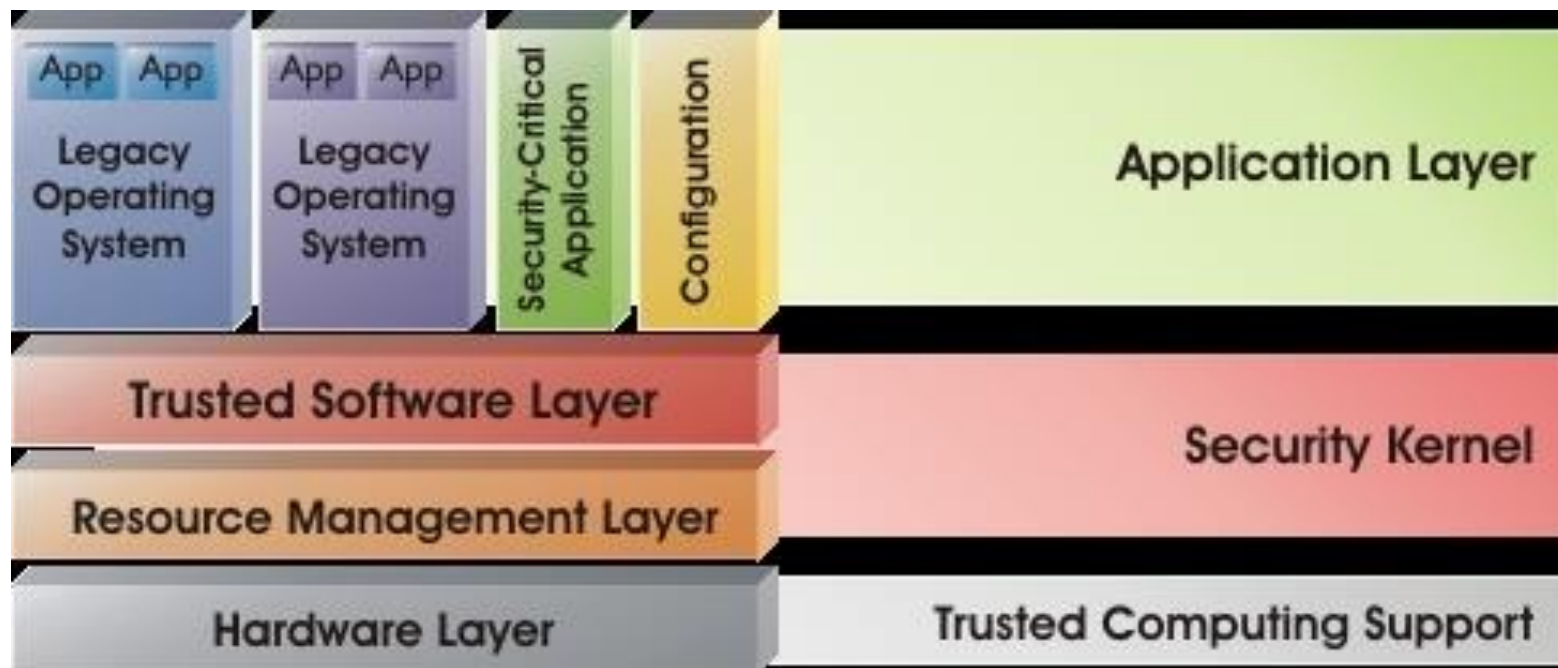 App App
Legacy
Operating
System
App App
Legacy
Operating
System
Security-Critical
Application
Configuration
Application Layer
Trusted Software Layer
Resource Management Layer
Security Kernel
Hardware Layer
Trusted Computing Support